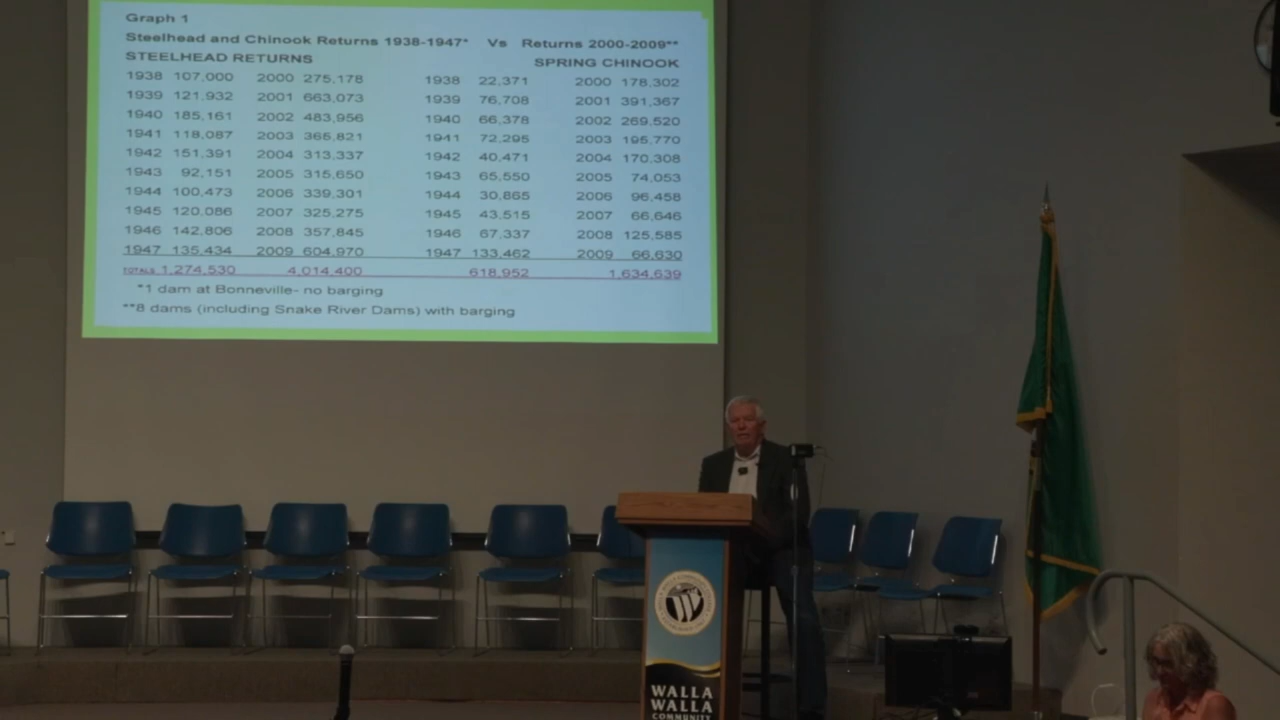 Graph 1
Steelhead and Chinook Returns 1938-1947* Vs Returns 2000-2009**
STEELHEAD RETURNS SPRING CHINOOK
1938 107,000 2000 275,178 1938 22,371 2000 178,302
1939 121,932 2001 663,073 1939 76,708 2001 391,367
1940 185,161 2002 483,956 1940 66,378 2002 269,520
1941 118,087 2003 365,821 1941 72,295 2003 195,770
1942 151,391 2004 313,337 1942 40,471 2004 170,308
1943 92,151 2005 315,650 1943 65,550 2005 74,053
1944 100,473 2006 339,301 1944 30,865 2006 96,458
1945 120,086 2007 325,275 1945 43,515 2007 66,646
1946 142,806 2008 357,845 1946 67,337 2008 125,585
1947 135,434 2009 604,970 1947 133,462 2009 66,630
TOTALS 1,274,530 4,014,400 618,952 1,634,639
*1 dam at Bonneville- no barging
**8 dams (including Snake River Dams) with barging
WALLA
WALLA
COMMUNITY